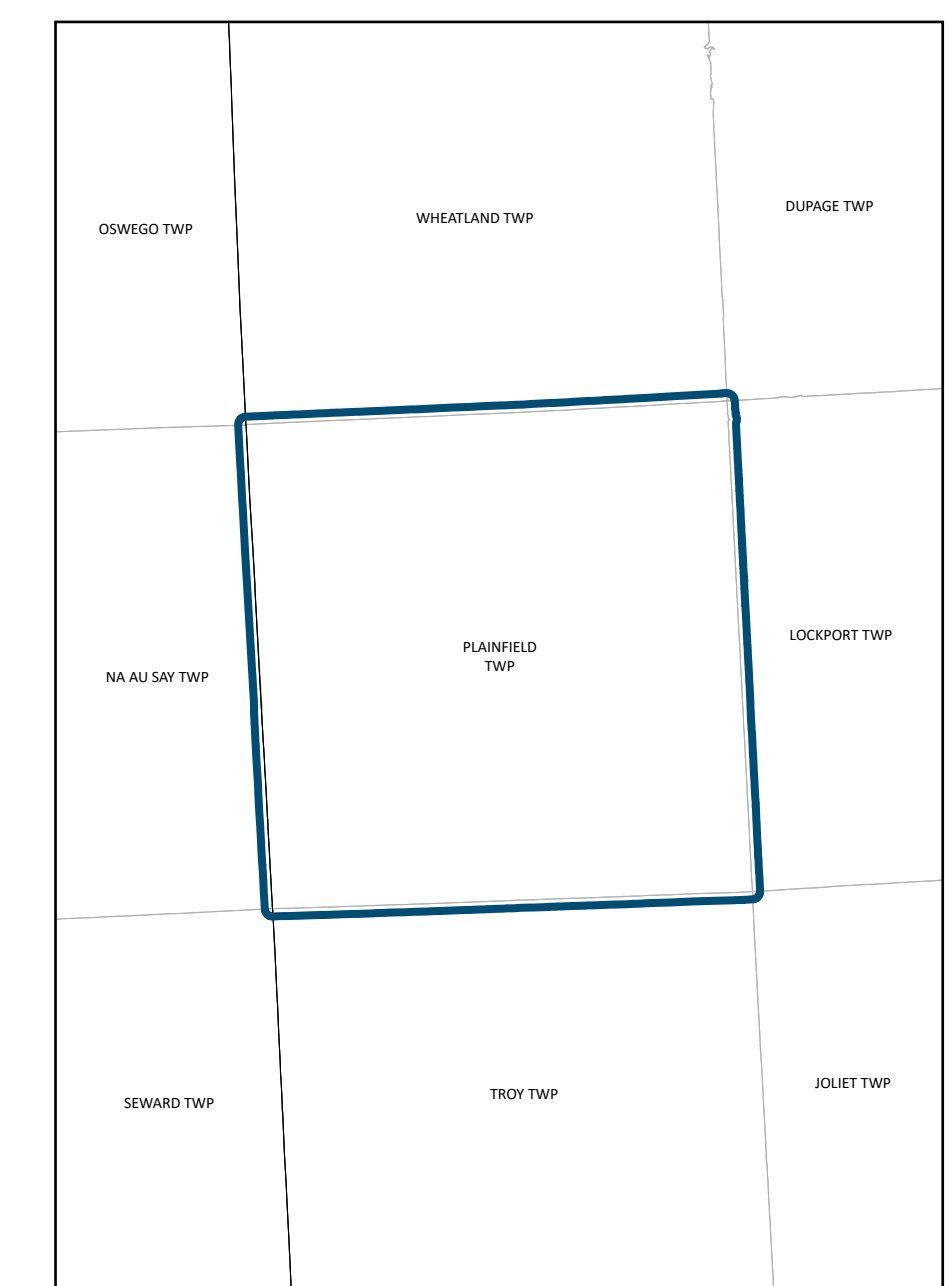 OSWEGO TWP
WHEATLAND TWP
DUPAGE TWP
NA AU SAY TWP
PLAINFIELD
TWP
LOCKPORT TWP
SEWARD TWP
TROY TWP
JOLIET TWP